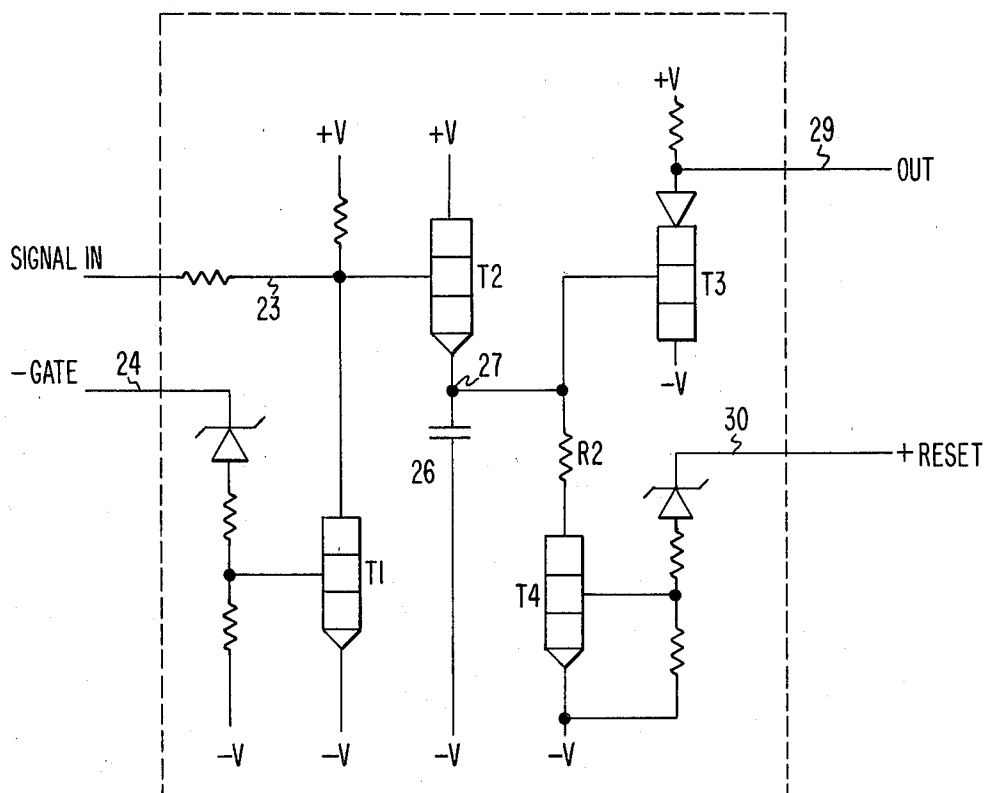 +V
29
OUT
+V
+V
SIGNAL IN
23
T2
T3
-GATE
24
27
-V
26
R2
30
+RESET
T1
T4
-V
-V
-V
-V